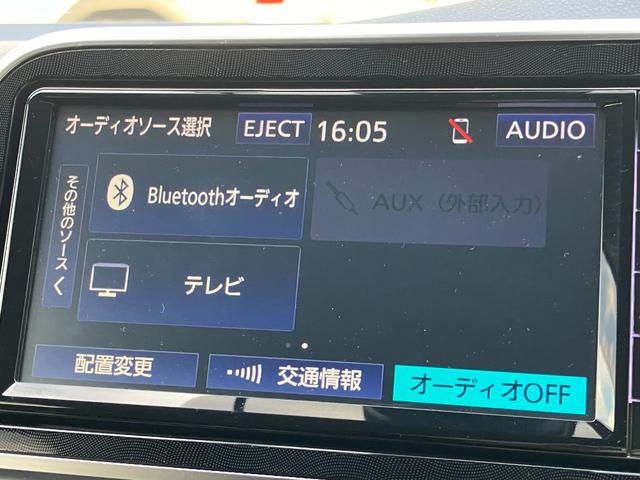 オーディオソース選択 EJECT 16:05 AUDIO
その他のソース
Bluetoothオーディオ
AUX (外部入力)
テレビ
配置変更
交通情報
オーディオOFF